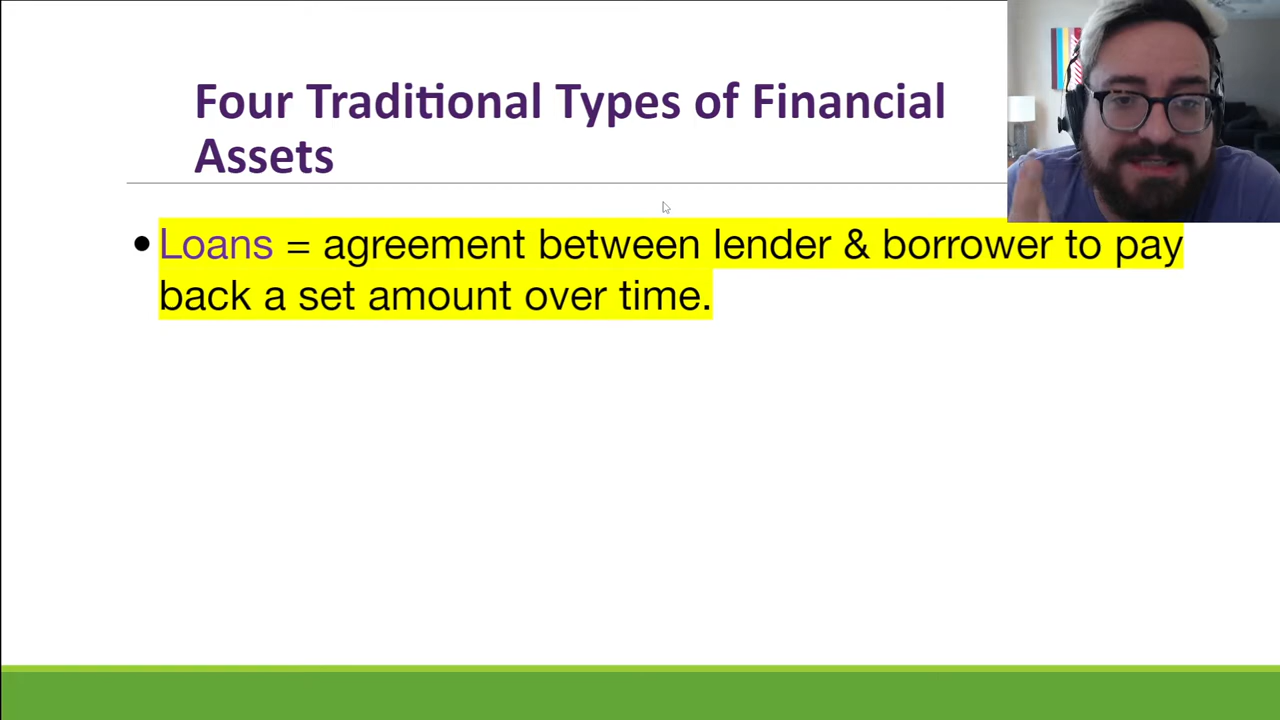 Four Traditional Types of Financial
Assets
• Loans = agreement between lender & borrower to pay
back a set amount over time.